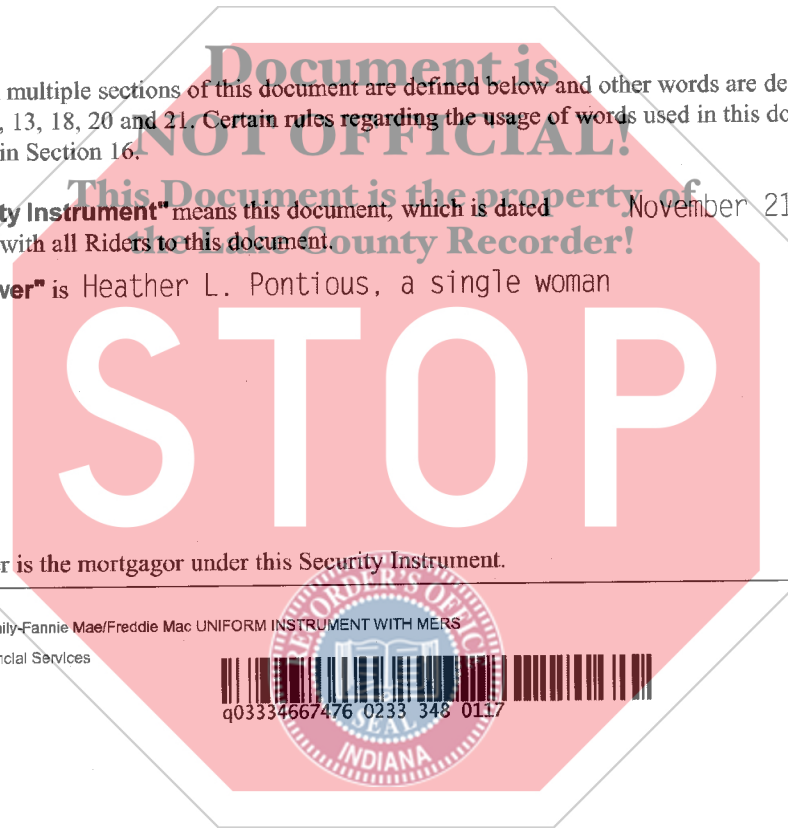 Document is
multiple sections of this document are defined below and other words are de
, 13, 18, 20 and 21. Certain rules regarding the usage of words used in this do
NOT OFFICIAL!
in Section 16.
This Document is the property of
ty Instrument" means this document, which is dated November 21
with all Riders to this document.
the Lake County Recorder!
ver" is Heather L. Pontious, a single woman
STOP
r is the mortgagor under this Security Instrument.
RECORDER'S OFFICE
ily-Fannie Mae/Freddie Mac UNIFORM INSTRUMENT WITH MERS
ncial Services
q03334667476 0233 348 0117
SEAL
INDIANA